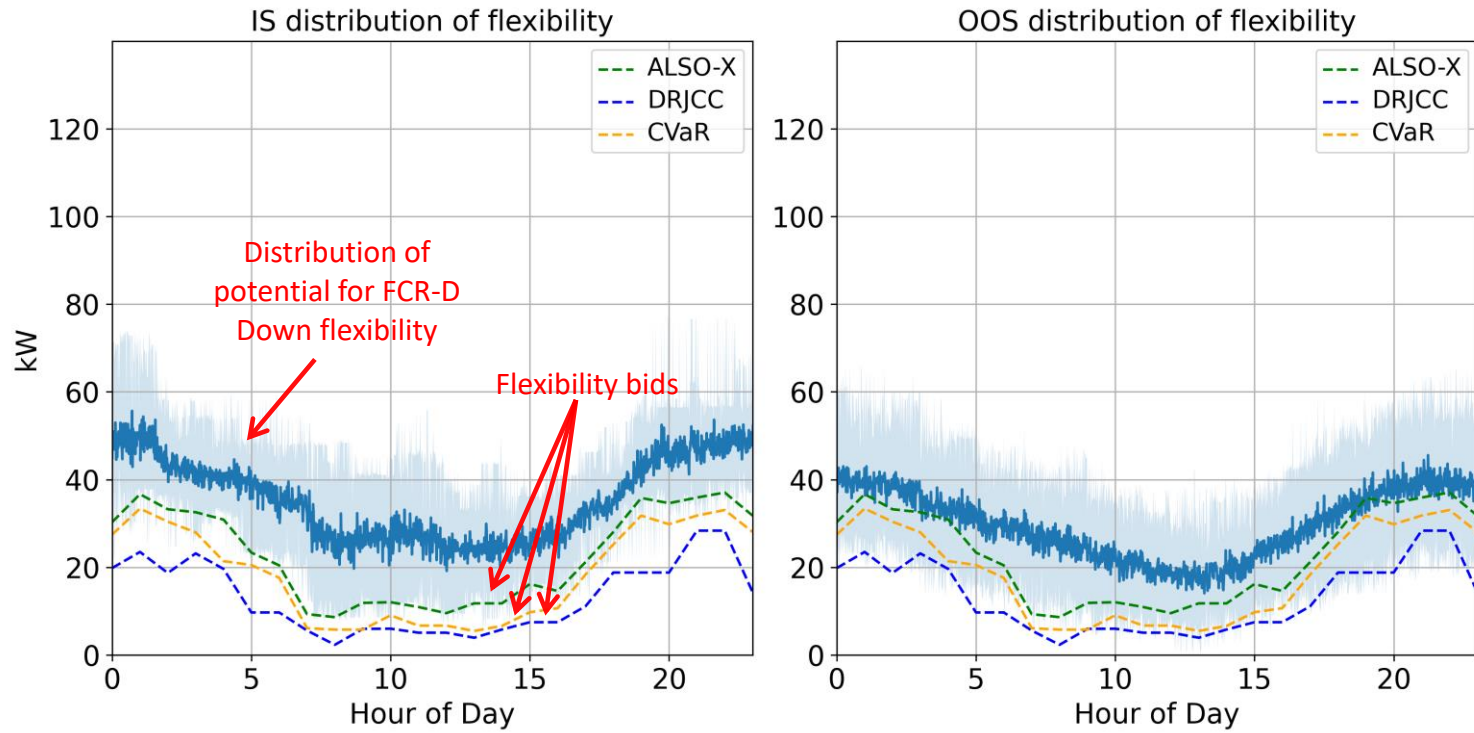 IS distribution of flexibility
ALSO-X
DRJCC
CVaR
Distribution of
potential for FCR-D
Down flexibility
Flexibility bids
kW
120
100
80
60
40
20
0
0 5 10 15 20
Hour of Day
OOS distribution of flexibility
ALSO-X
DRJCC
CVaR
120
100
80
60
40
20
0
0 5 10 15 20
Hour of Day